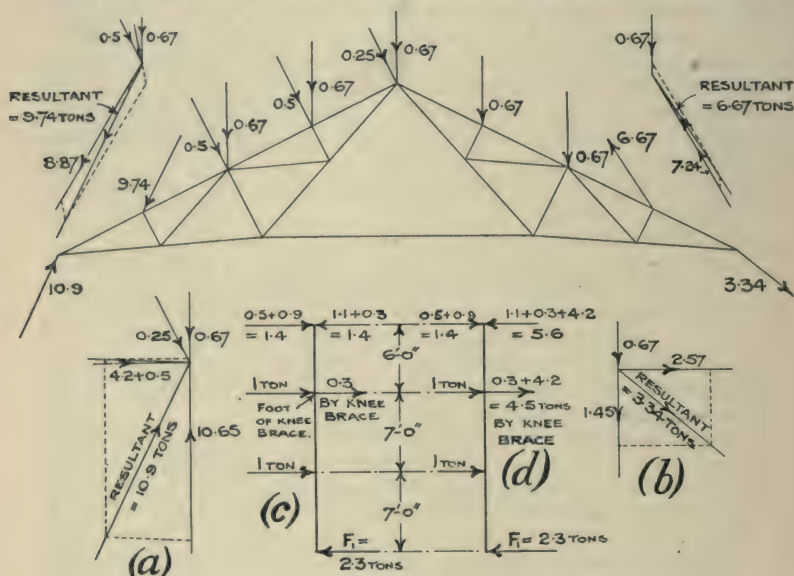 0.5
0.67
RESULTANT
= 9.74 TONS
8.87
9.74
0.5
0.67
0.5
0.67
0.25
0.67
0.67
0.67
6.67
0.67
RESULTANT
= 6.67 TONS
7.24
10.9
3.34
0.25
0.67
4.2+0.5
10.65
RESULTANT
= 10.9 TONS
(a)
0.5+0.9
= 1.4
1.1+0.3
= 1.4
0.5+0.9
= 1.4
1.1+0.3+4.2
= 5.6
6'-0"
1 TON
0.3
BY KNEE
BRACE
FOOT
OF KNEE
BRACE.
1 TON
0.3+4.2
= 4.5 TONS
BY KNEE
BRACE
7'-0"
1 TON
1 TON
(c)
(d)
7'-0"
F₁ =
2.3 TONS
F₁ = 2.3 TONS
0.67
2.57
1.45
RESULTANT
= 3.34 TONS
(b)